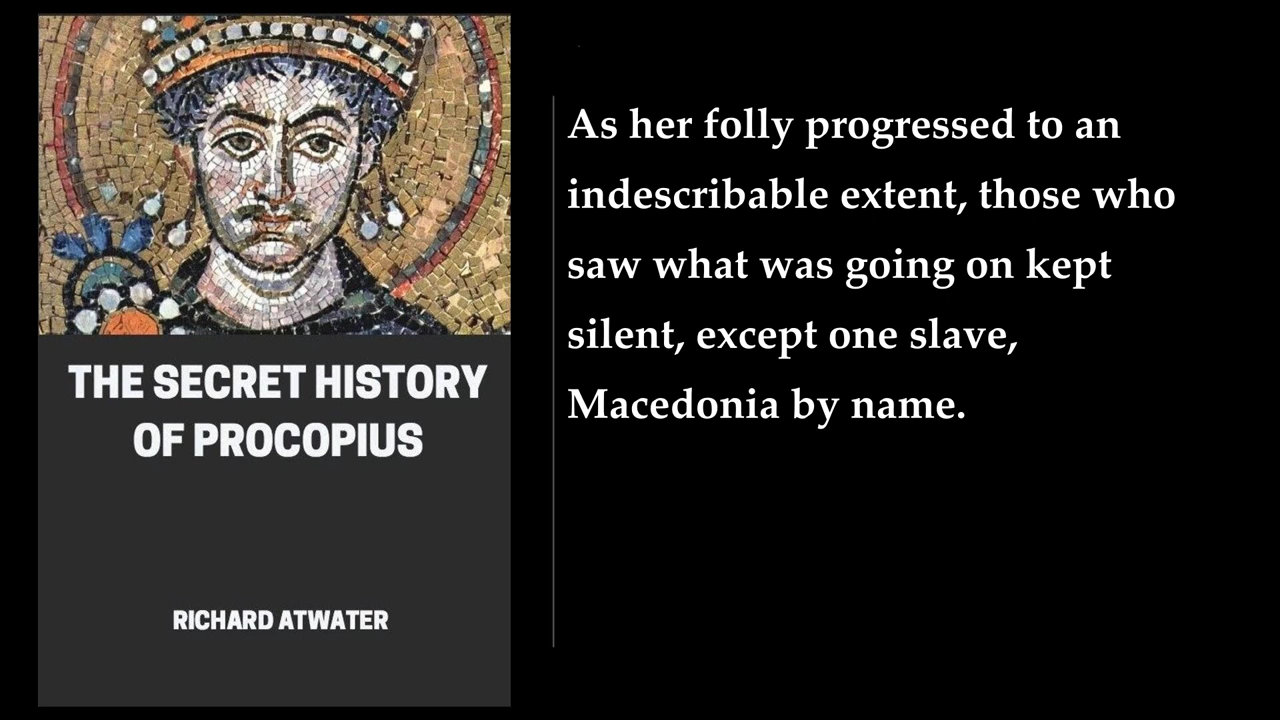 THE SECRET HISTORY
OF PROCOPIUS
RICHARD ATWATER
As her folly progressed to an
indescribable extent, those who
saw what was going on kept
silent, except one slave,
Macedonia by name.